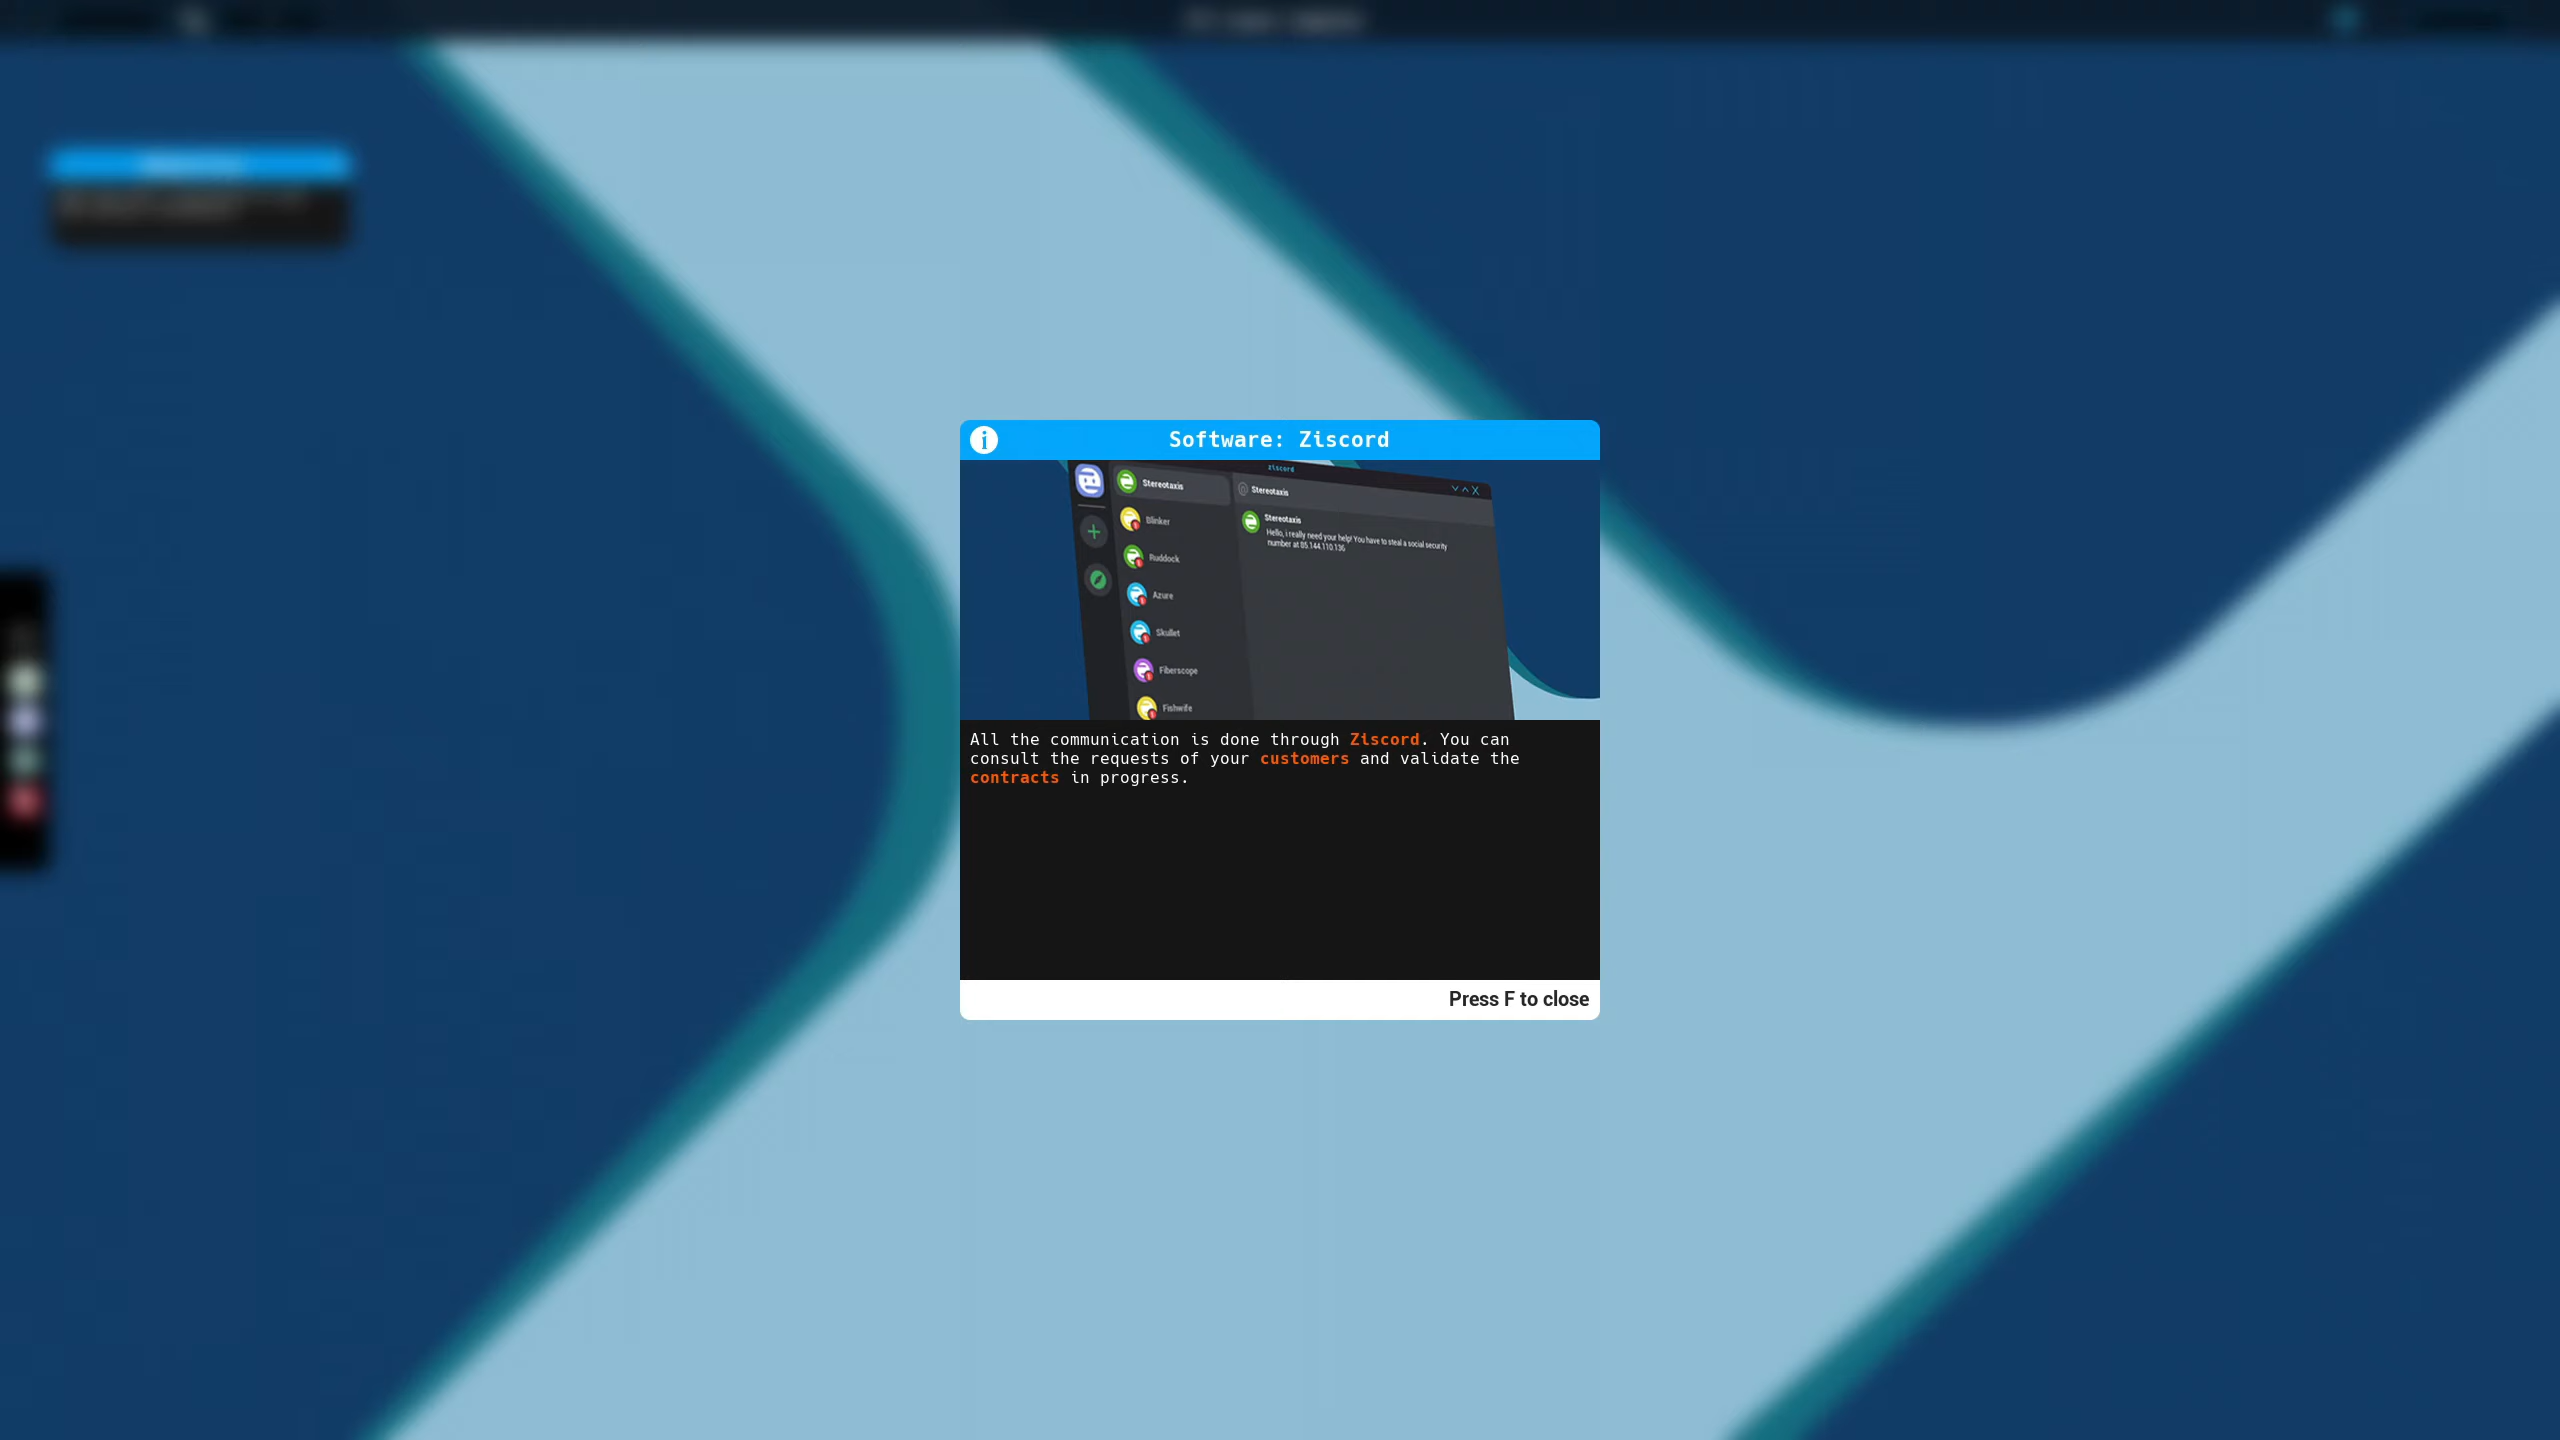 Software: Ziscord
ziscord
Stereotaxis
Stereotaxis
Stereotaxis
Hello, i really need your help! You have to steal a social security
number at 85.144.110.136
Blinker
Ruddock
Azure
Skullet
Fiberscope
Fishwife
All the communication is done through Ziscord. You can
consult the requests of your customers and validate the
contracts in progress.
Press F to close